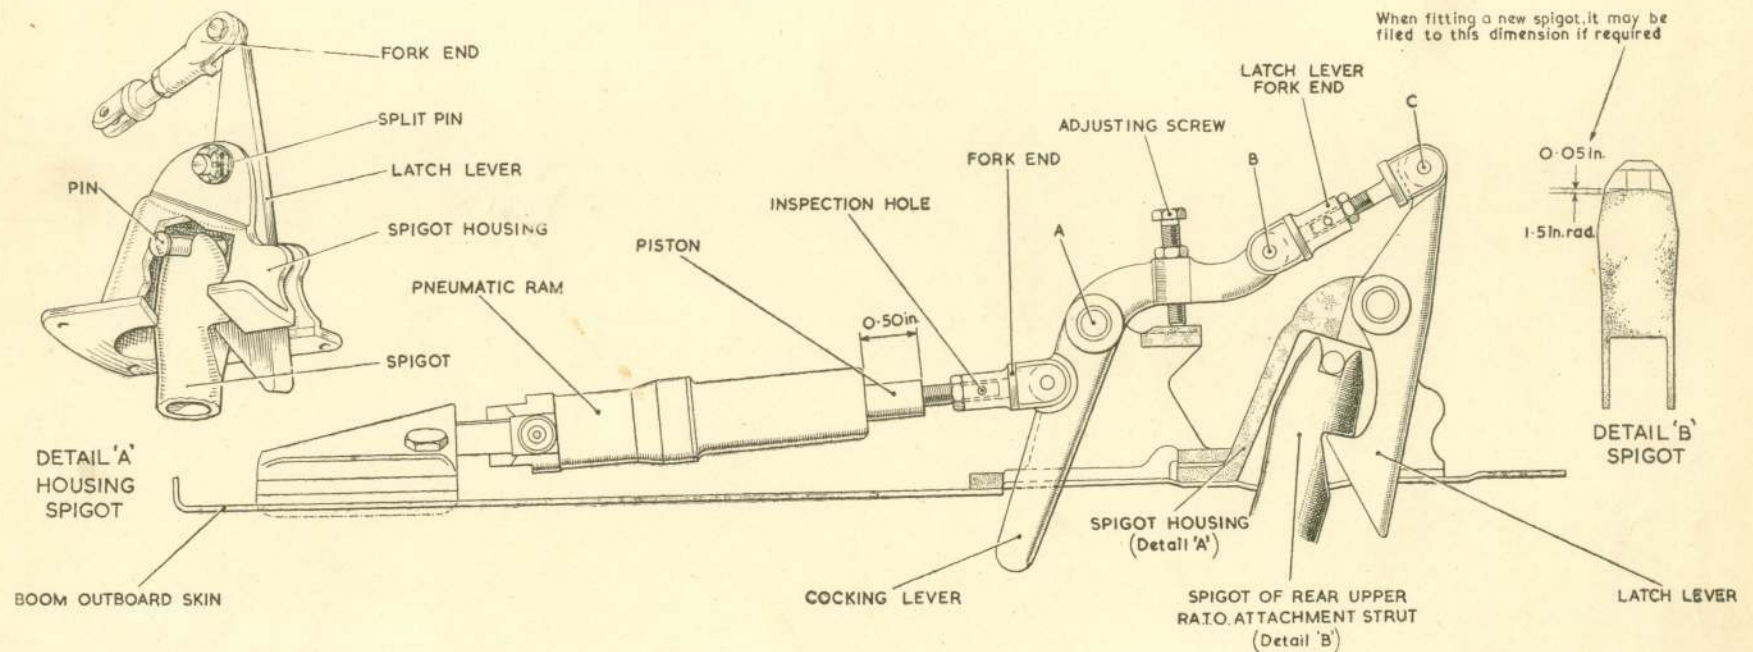 When fitting a new spigot, it may be
filed to this dimension if required
FORK END
SPLIT PIN
LATCH LEVER
PIN
SPIGOT HOUSING
PNEUMATIC RAM
SPIGOT
DETAIL 'A'
HOUSING
SPIGOT
BOOM OUTBOARD SKIN
PISTON
0·50in.
INSPECTION HOLE
FORK END
A
ADJUSTING SCREW
B
LATCH LEVER
FORK END
C
0·05in.
1·5in.rad.
DETAIL 'B'
SPIGOT
COCKING LEVER
SPIGOT HOUSING
(Detail 'A')
SPIGOT OF REAR UPPER
R.A.T.O. ATTACHMENT STRUT
(Detail 'B')
LATCH LEVER